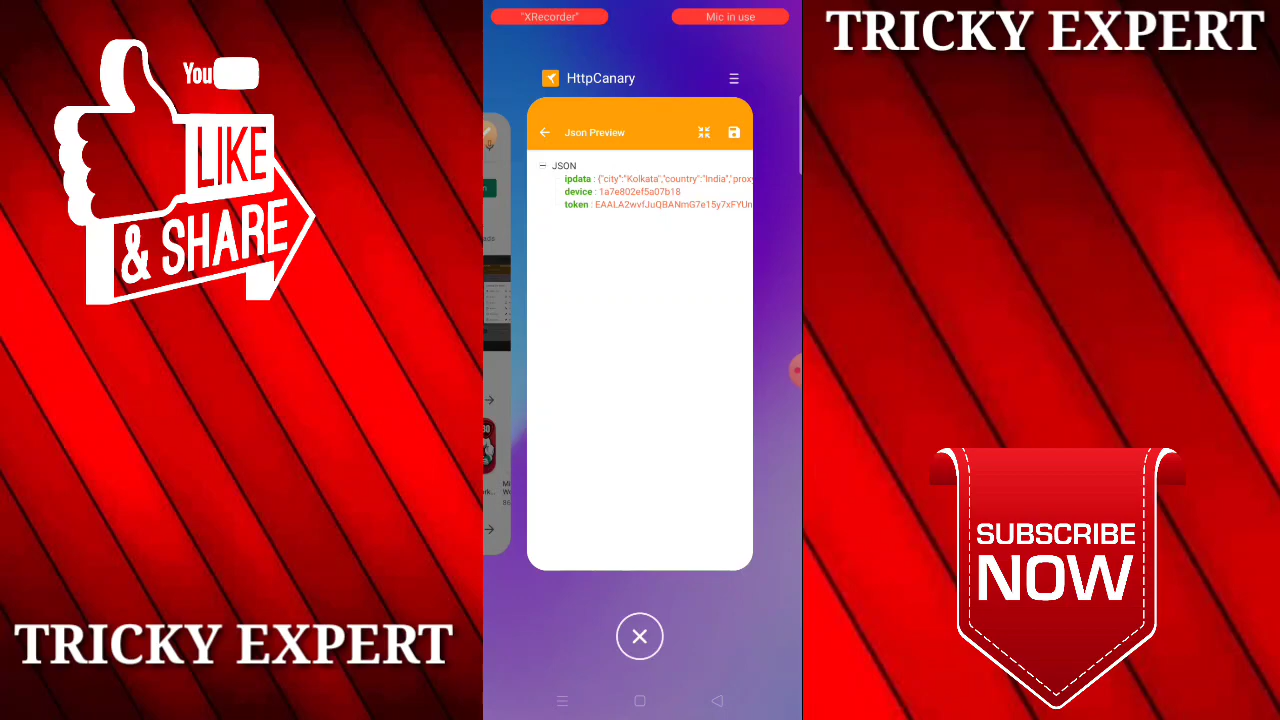 TRICKY EXPERT
You
LIKE
& SHARE
"XRecorder"
Mic in use
HttpCanary
Json Preview
JSON
ipdata : {"city":"Kolkata","country":"India","proxy
device : 1a7e802ef5a07b18
token : EAALA2wvfJuQBANmG7e15y7xFYUn
SUBSCRIBE
NOW
TRICKY EXPERT